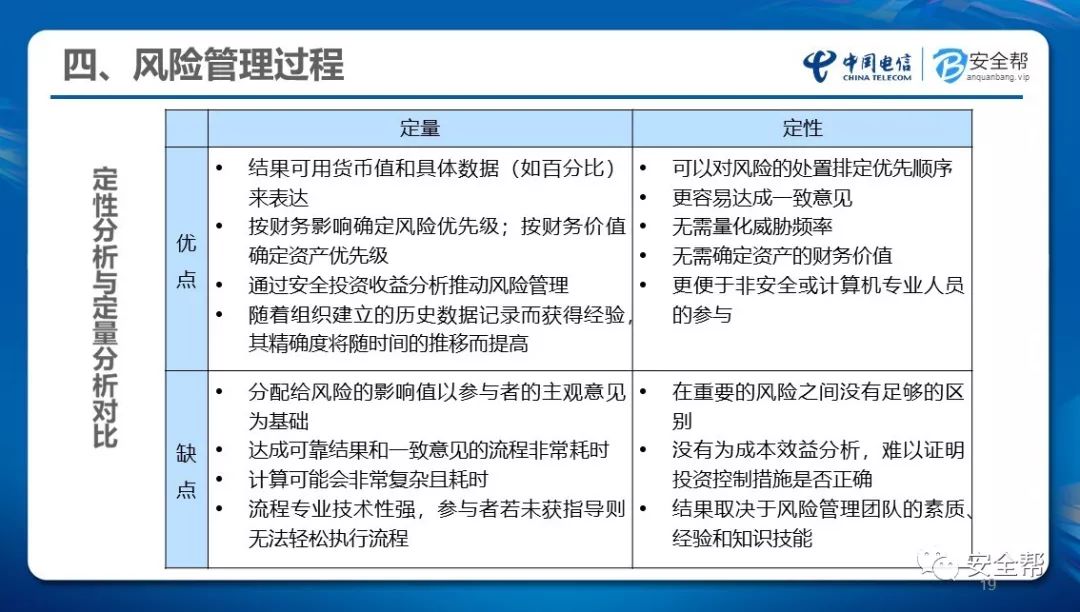 四、风险管理过程
中国电信
CHINA TELECOM
安全帮
anquanbang.vip
定性分析与定量分析对比
定量
定性
优
点
• 结果可用货币值和具体数据（如百分比）
来表达
• 按财务影响确定风险优先级；按财务价值
确定资产优先级
• 通过安全投资收益分析推动风险管理
• 随着组织建立的历史数据记录而获得经验，
其精确度将随时间的推移而提高
• 可以对风险的处置排定优先顺序
• 更容易达成一致意见
• 无需量化威胁频率
• 无需确定资产的财务价值
• 更便于非安全或计算机专业人员
的参与
缺
点
• 分配给风险的影响值以参与者的主观意见
为基础
• 达成可靠结果和一致意见的流程非常耗时
• 计算可能会非常复杂且耗时
• 流程专业技术性强，参与者若未获指导则
无法轻松执行流程
• 在重要的风险之间没有足够的区
别
• 没有为成本效益分析，难以证明
投资控制措施是否正确
• 结果取决于风险管理团队的素质、
经验和知识技能
安全帮
19